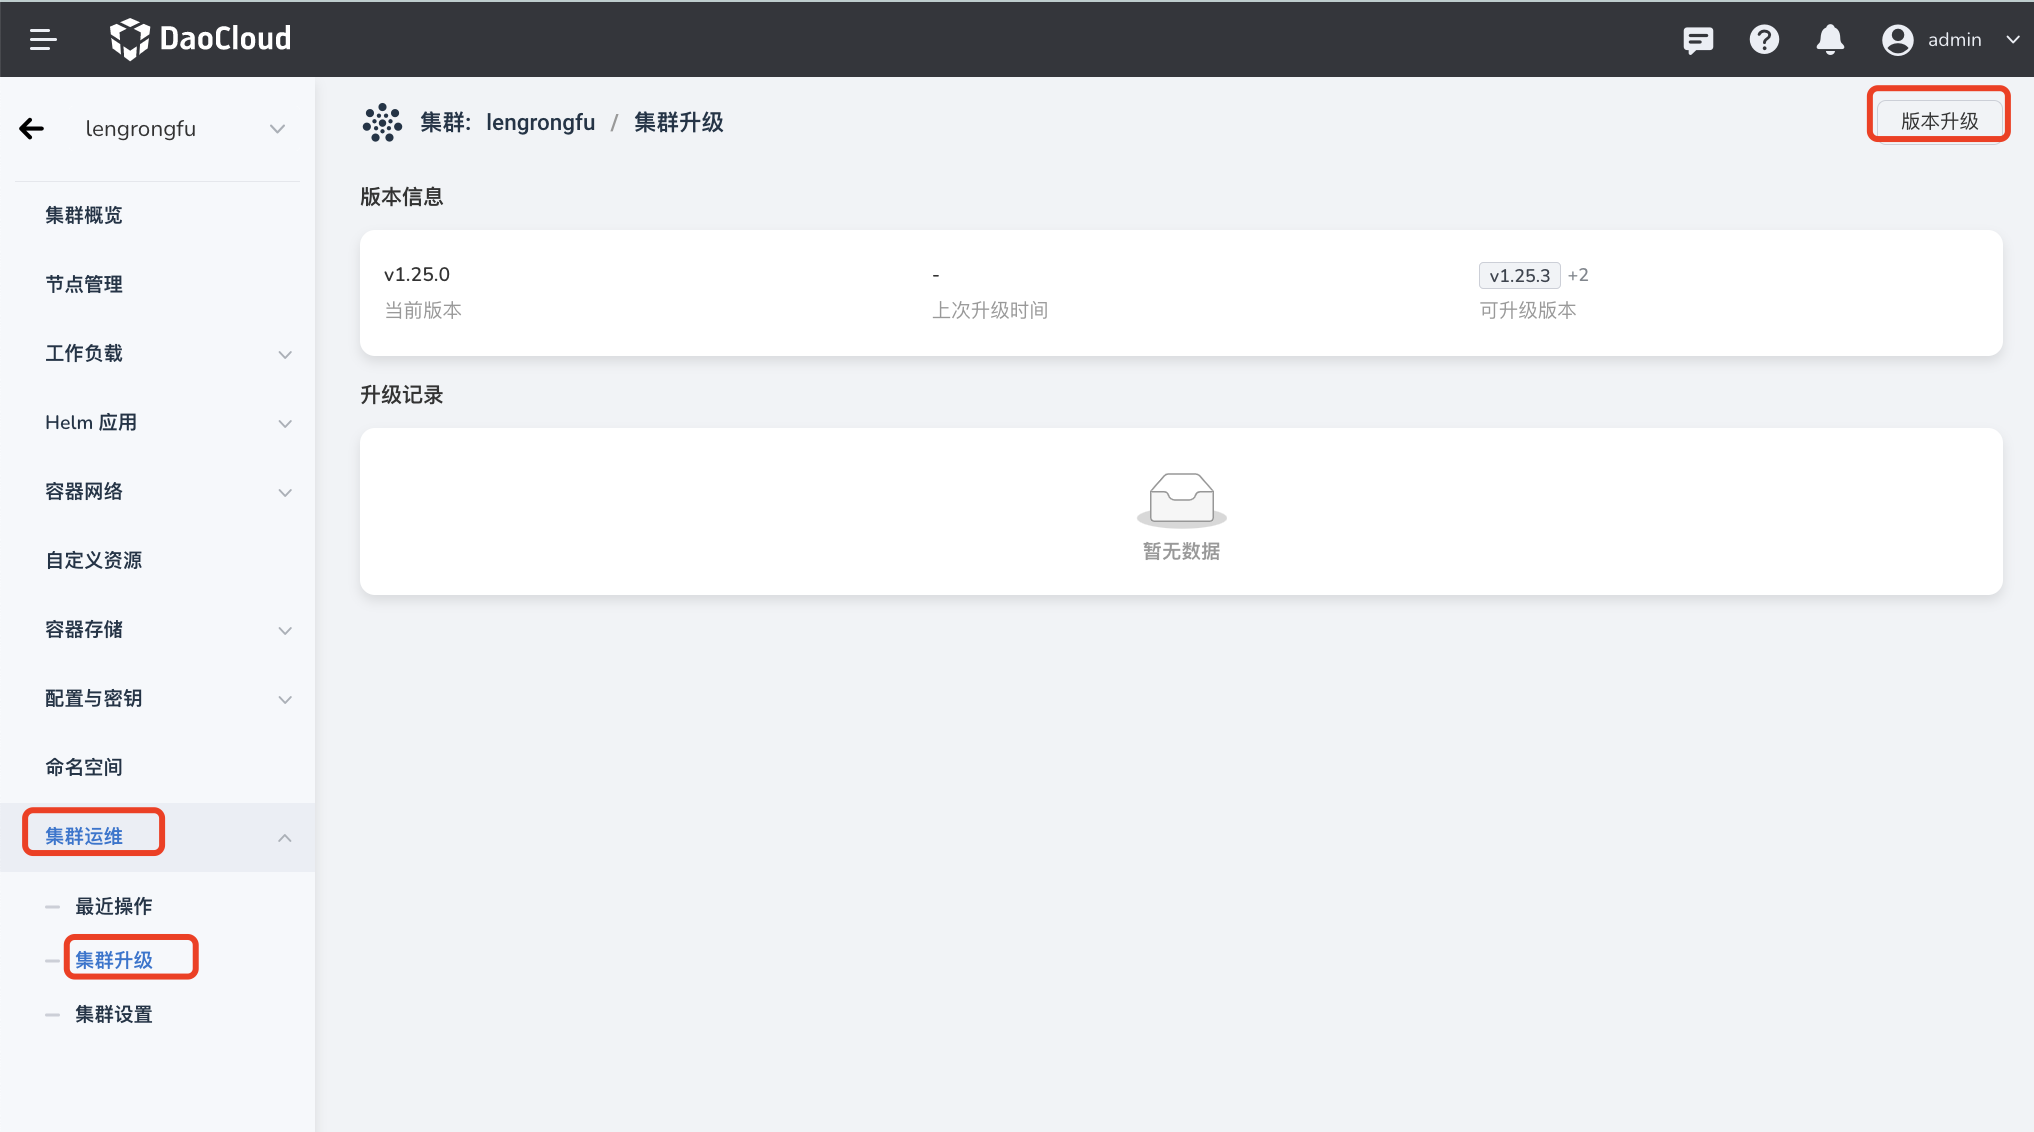 DaoCloud
admin
lengrongfu
集群概览
节点管理
工作负载
Helm 应用
容器网络
自定义资源
容器存储
配置与密钥
命名空间
集群运维
最近操作
集群升级
集群设置
集群: lengrongfu / 集群升级
版本升级
版本信息
v1.25.0
当前版本
-
上次升级时间
v1.25.3 +2
可升级版本
升级记录
暂无数据